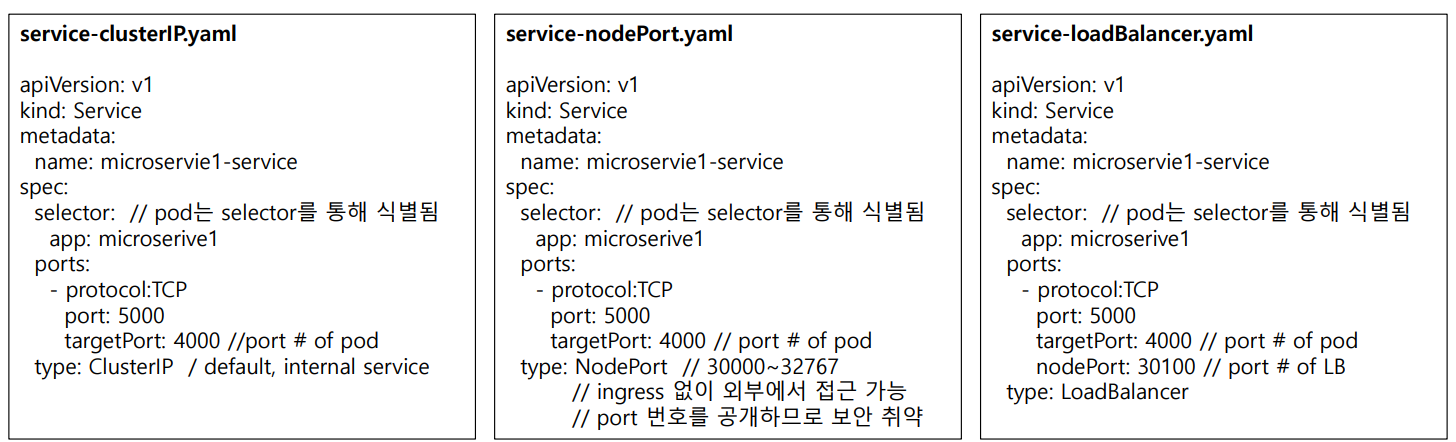 service-clusterIP.yaml
apiVersion: v1
kind: Service
metadata:
name: microservie1-service
spec:
selector: // pod는 selector를 통해 식별됨
app: microserive1
ports:
- protocol:TCP
port: 5000
targetPort: 4000 //port # of pod
type: ClusterIP / default, internal service
service-nodePort.yaml
apiVersion: v1
kind: Service
metadata:
name: microservie1-service
spec:
selector: // pod는 selector를 통해 식별됨
app: microserive1
ports:
- protocol:TCP
port: 5000
targetPort: 4000 // port # of pod
type: NodePort // 30000~32767
// ingress 없이 외부에서 접근 가능
// port 번호를 공개하므로 보안 취약
service-loadBalancer.yaml
apiVersion: v1
kind: Service
metadata:
name: microservie1-service
spec:
selector: // pod는 selector를 통해 식별됨
app: microserive1
ports:
- protocol:TCP
port: 5000
targetPort: 4000 // port # of pod
nodePort: 30100 // port # of LB
type: LoadBalancer